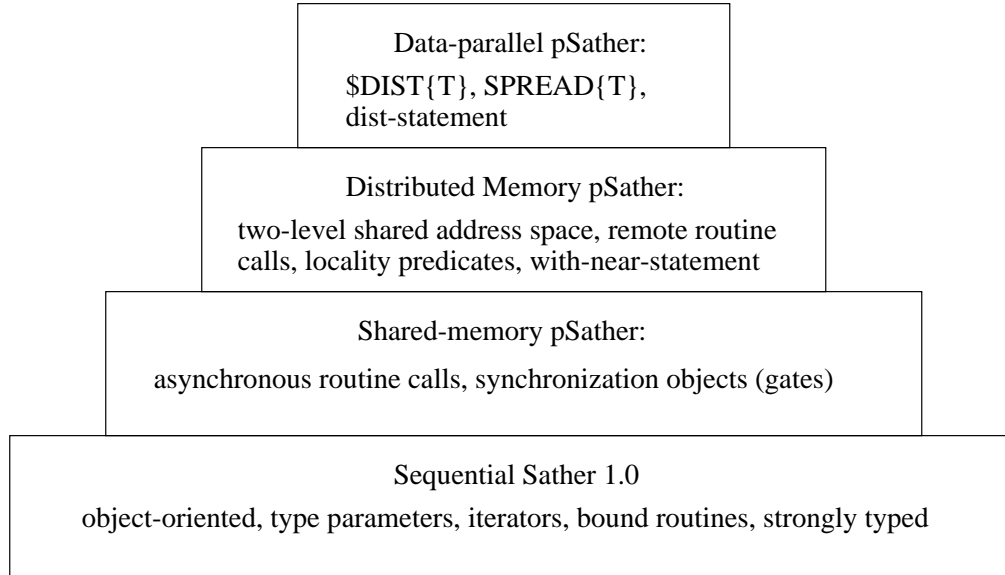 Data-parallel pSather:
$DIST{T}, SPREAD{T},
dist-statement
Distributed Memory pSather:
two-level shared address space, remote routine
calls, locality predicates, with-near-statement
Shared-memory pSather:
asynchronous routine calls, synchronization objects (gates)
Sequential Sather 1.0
object-oriented, type parameters, iterators, bound routines, strongly typed